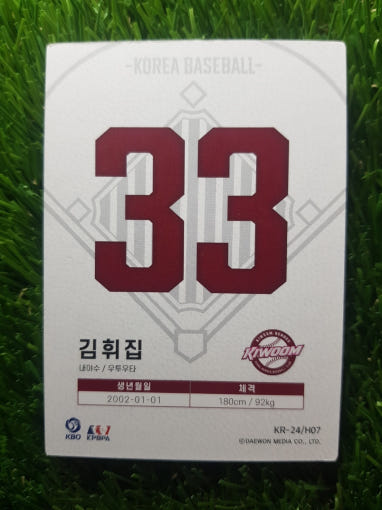 -KOREA BASEBALL-
33
김휘집
내야수 / 우투우타
KIWOOM
생년월일 체격
2002-01-01 180cm / 92kg
KBO KPBPA
KR-24/H07
ⓒDAEWON MEDIA CO., LTD.